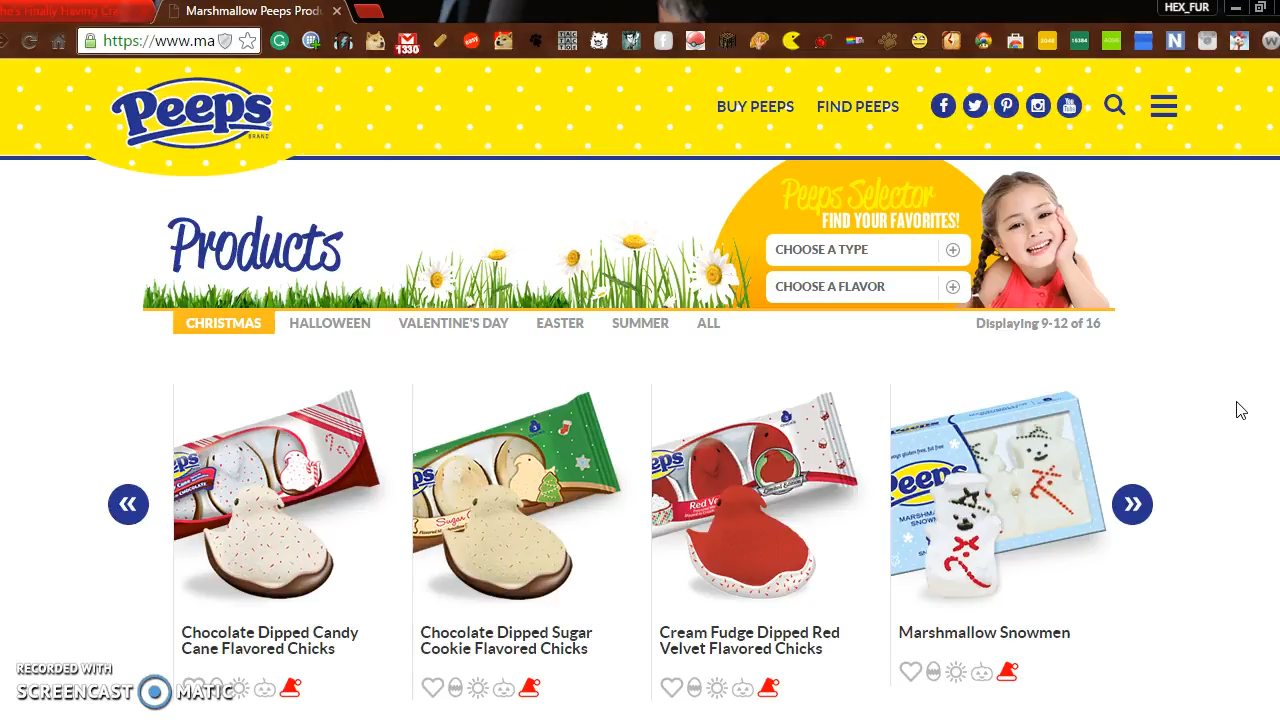 HEX_FUR
Marshmallow Peeps Produ
https://www.ma
1330
Peeps
BRAND
BUY PEEPS
FIND PEEPS
Products
Peeps Selector
FIND YOUR FAVORITES!
CHOOSE A TYPE
CHOOSE A FLAVOR
CHRISTMAS
HALLOWEEN
VALENTINE'S DAY
EASTER
SUMMER
ALL
Displaying 9-12 of 16
Chocolate Dipped Candy
Cane Flavored Chicks
Chocolate Dipped Sugar
Cookie Flavored Chicks
Cream Fudge Dipped Red
Velvet Flavored Chicks
Marshmallow Snowmen
RECORDED WITH
SCREENCAST MATIC